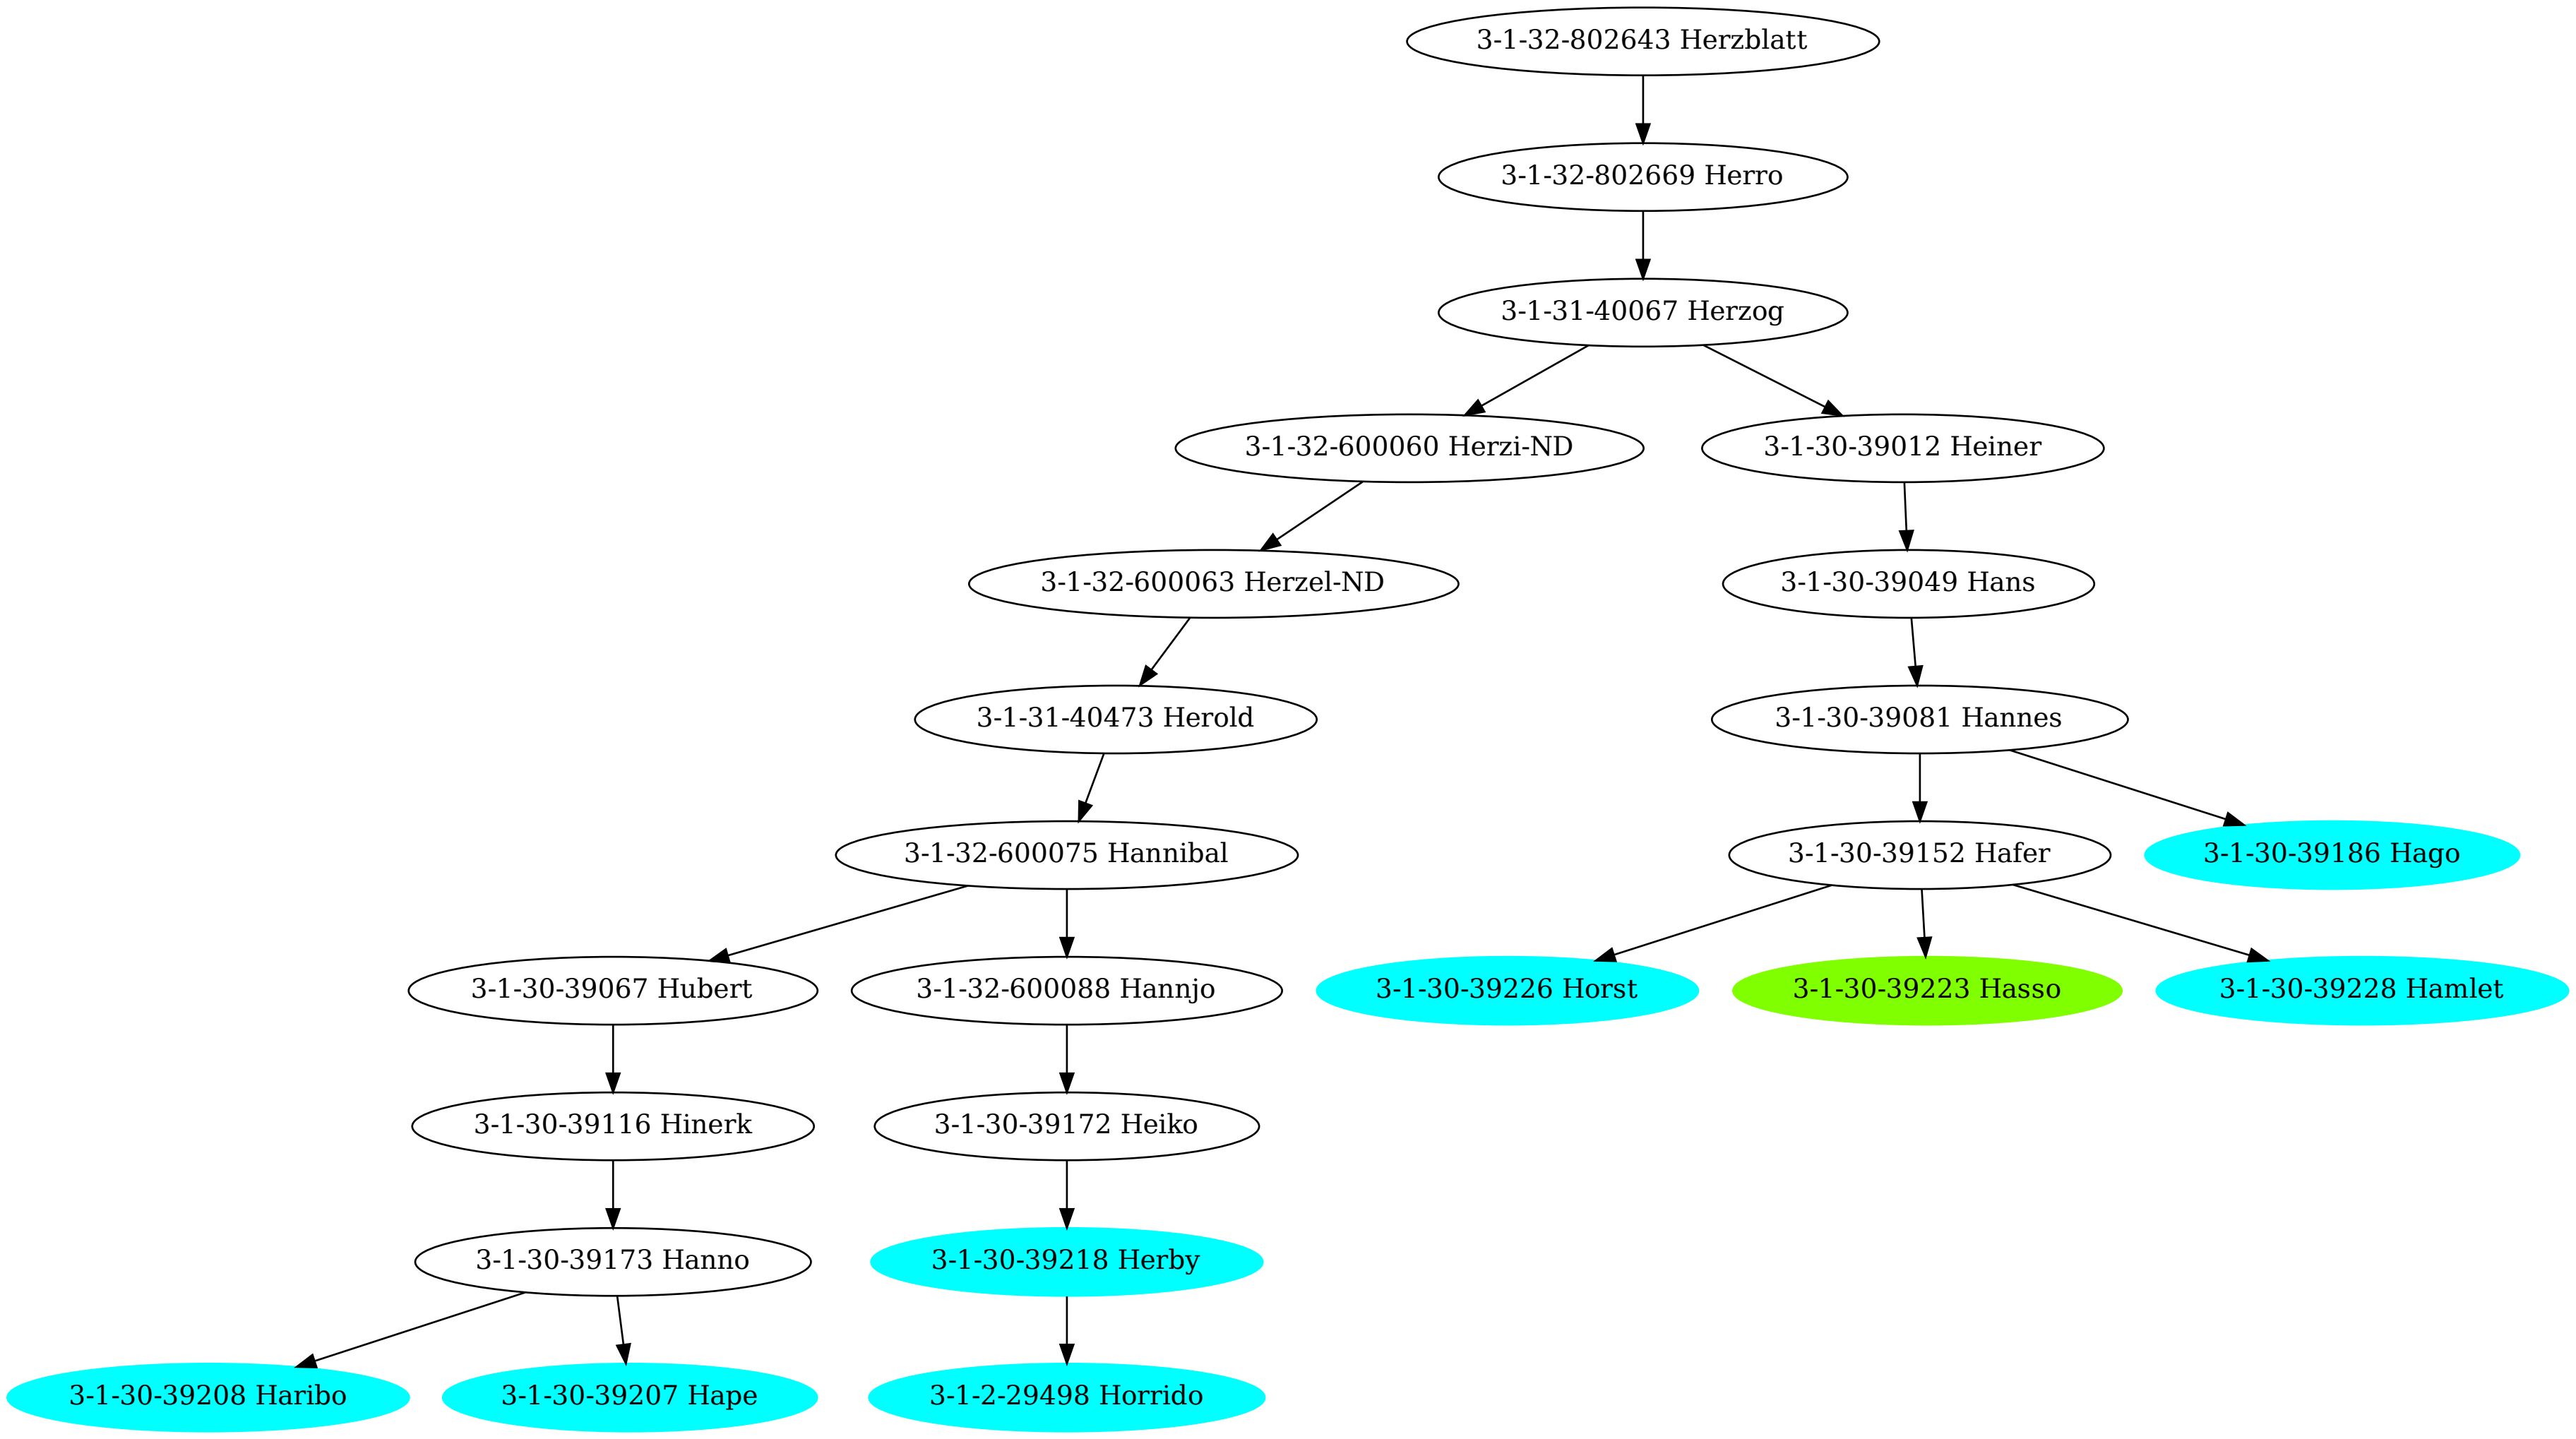 3-1-32-802643 Herzblatt
3-1-32-802669 Herro
3-1-31-40067 Herzog
3-1-32-600060 Herzi-ND
3-1-30-39012 Heiner
3-1-32-600063 Herzel-ND
3-1-30-39049 Hans
3-1-31-40473 Herold
3-1-30-39081 Hannes
3-1-32-600075 Hannibal
3-1-30-39152 Hafer
3-1-30-39186 Hago
3-1-30-39067 Hubert
3-1-32-600088 Hannjo
3-1-30-39226 Horst
3-1-30-39223 Hasso
3-1-30-39228 Hamlet
3-1-30-39116 Hinerk
3-1-30-39172 Heiko
3-1-30-39173 Hanno
3-1-30-39218 Herby
3-1-30-39208 Haribo
3-1-30-39207 Hape
3-1-2-29498 Horrido